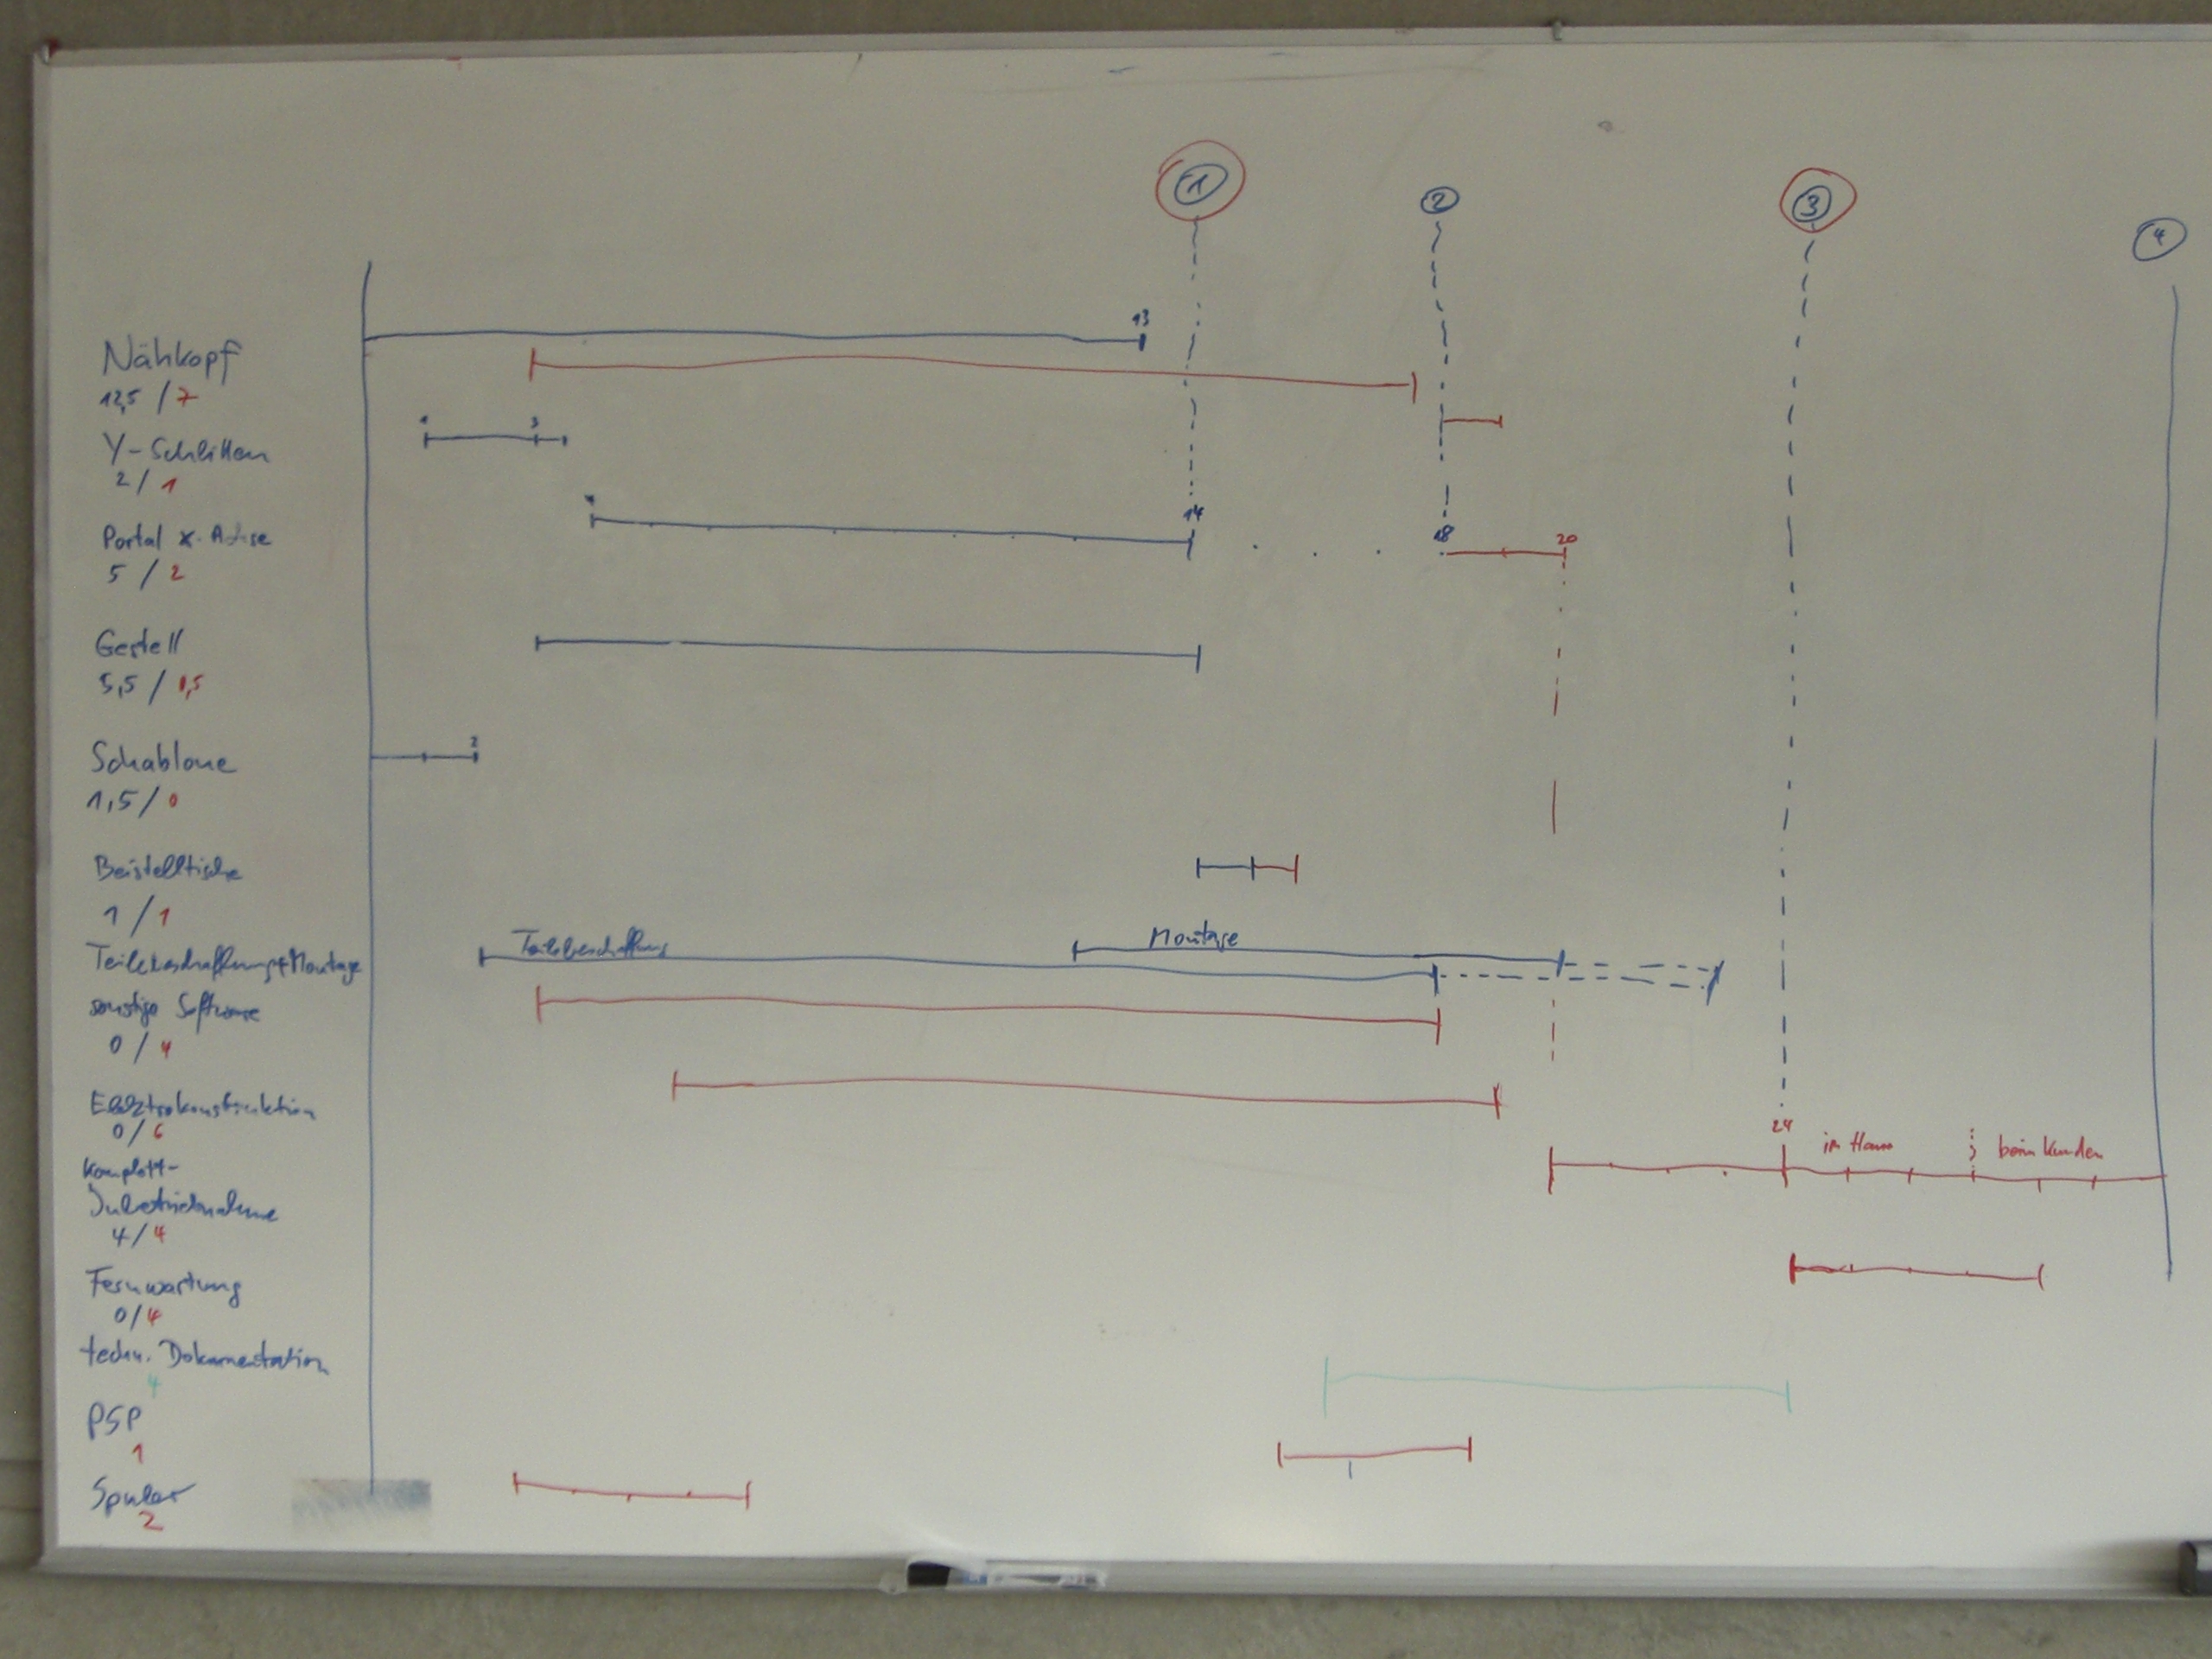 1
2
3
4
13
Nähkopf
12,5 / 7
1 3
Y-Schlitten
2 / 1
4 14
18 20
Portal x-Achse
5 / 2
Gestell
5,5 / 1,5
2
Schablone
1,5 / 0
Beistelltische
1 / 1
Teilebeschaffung Montage
Teilebeschaffung + Montage
sonstige Software
0 / 4
Elektrokonstruktion
0/6
24 im Haus beim Kunden
Komplett-
Inbetriebnahme
4/4
Fernwartung
0/4
techn. Dokumentation
4
PSP
1
Spuler
2